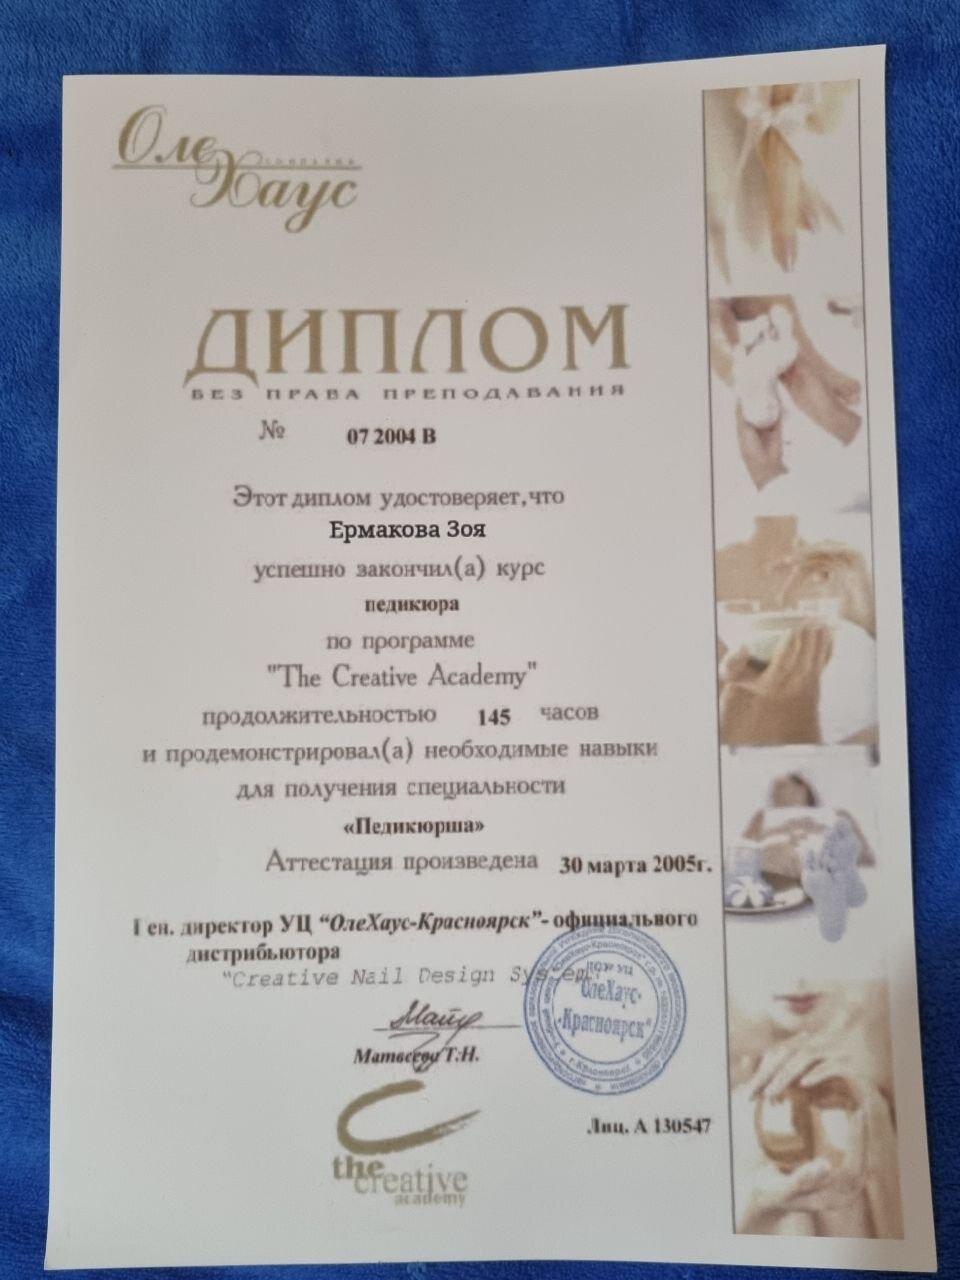 ОлеХаус
компания
ДИПЛОМ
БЕЗ ПРАВА ПРЕПОДАВАНИЯ
№ 07 2004 В
Этот диплом удостоверяет,что
Ермакова Зоя
успешно закончил(а) курс
педикюра
по программе
"The Creative Academy"
продолжительностью 145 часов
и продемонстрировал(а) необходимые навыки
для получения специальности
«Педикюрша»
Аттестация произведена 30 марта 2005г.
Ген. директор УЦ "ОлеХаус-Красноярск"- официального
дистрибьютора
"Creative Nail Design System"
Матвеева Т.Н.
НОУ УЦ
"ОлеХаус-
-Красноярск"
Лиц. А 130547
the
creative
academy